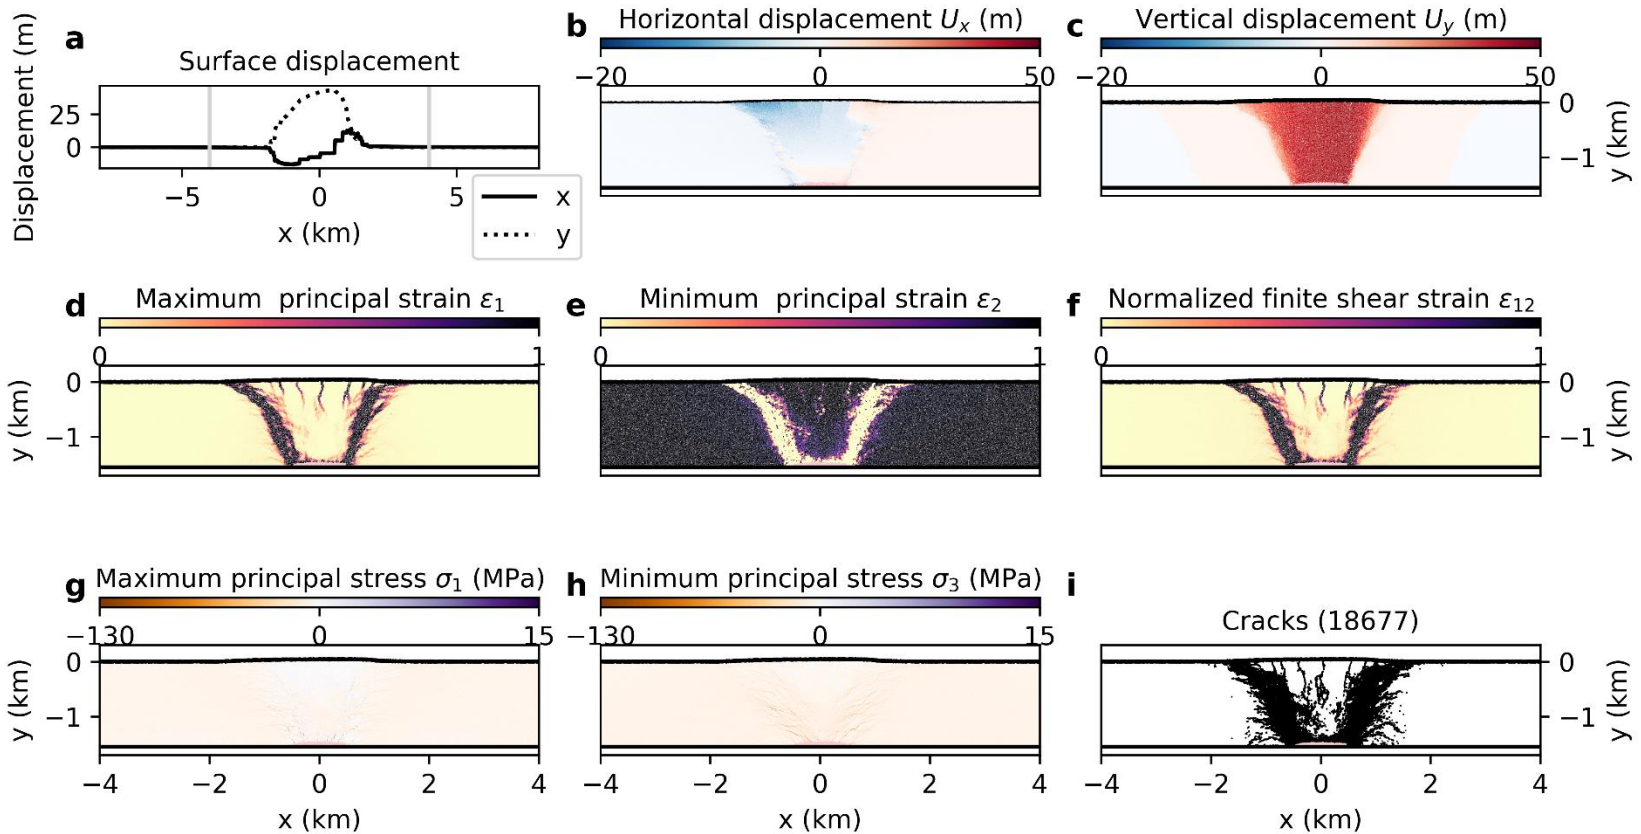 a
Surface displacement
Displacement (m)
25
0
−5
0
5
x (km)
x
y
b
Horizontal displacement Ux (m)
−20
0
50
c
Vertical displacement Uy (m)
−20
0
50
0
−1
y (km)
d
Maximum  principal strain ε1
0
1
0
−1
y (km)
e
Minimum  principal strain ε2
0
1
f
Normalized finite shear strain ε12
0
1
0
−1
y (km)
g
Maximum principal stress σ1 (MPa)
−130
0
15
0
−1
y (km)
−4
−2
0
2
4
x (km)
h
Minimum principal stress σ3 (MPa)
−130
0
15
−4
−2
0
2
4
x (km)
i
Cracks (18677)
0
−1
y (km)
−4
−2
0
2
4
x (km)